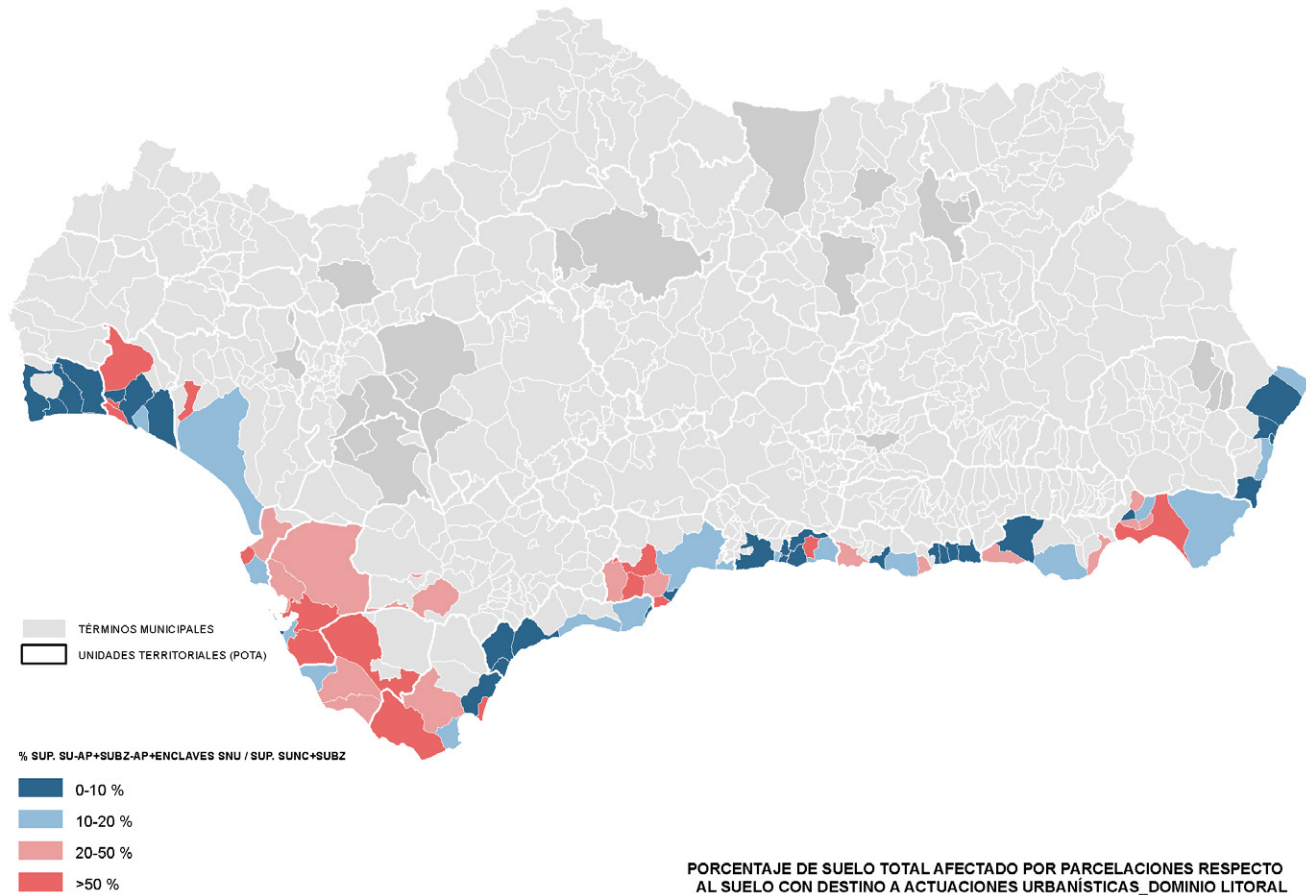 TÉRMINOS MUNICIPALES
UNIDADES TERRITORIALES (POTA)
% SUP. SU-AP+SUBZ-AP+ENCLAVES SNU / SUP. SUNC+SUBZ
0-10 %
10-20 %
20-50 %
>50 %
PORCENTAJE DE SUELO TOTAL AFECTADO POR PARCELACIONES RESPECTO
AL SUELO CON DESTINO A ACTUACIONES URBANÍSTICAS_DOMINIO LITORAL